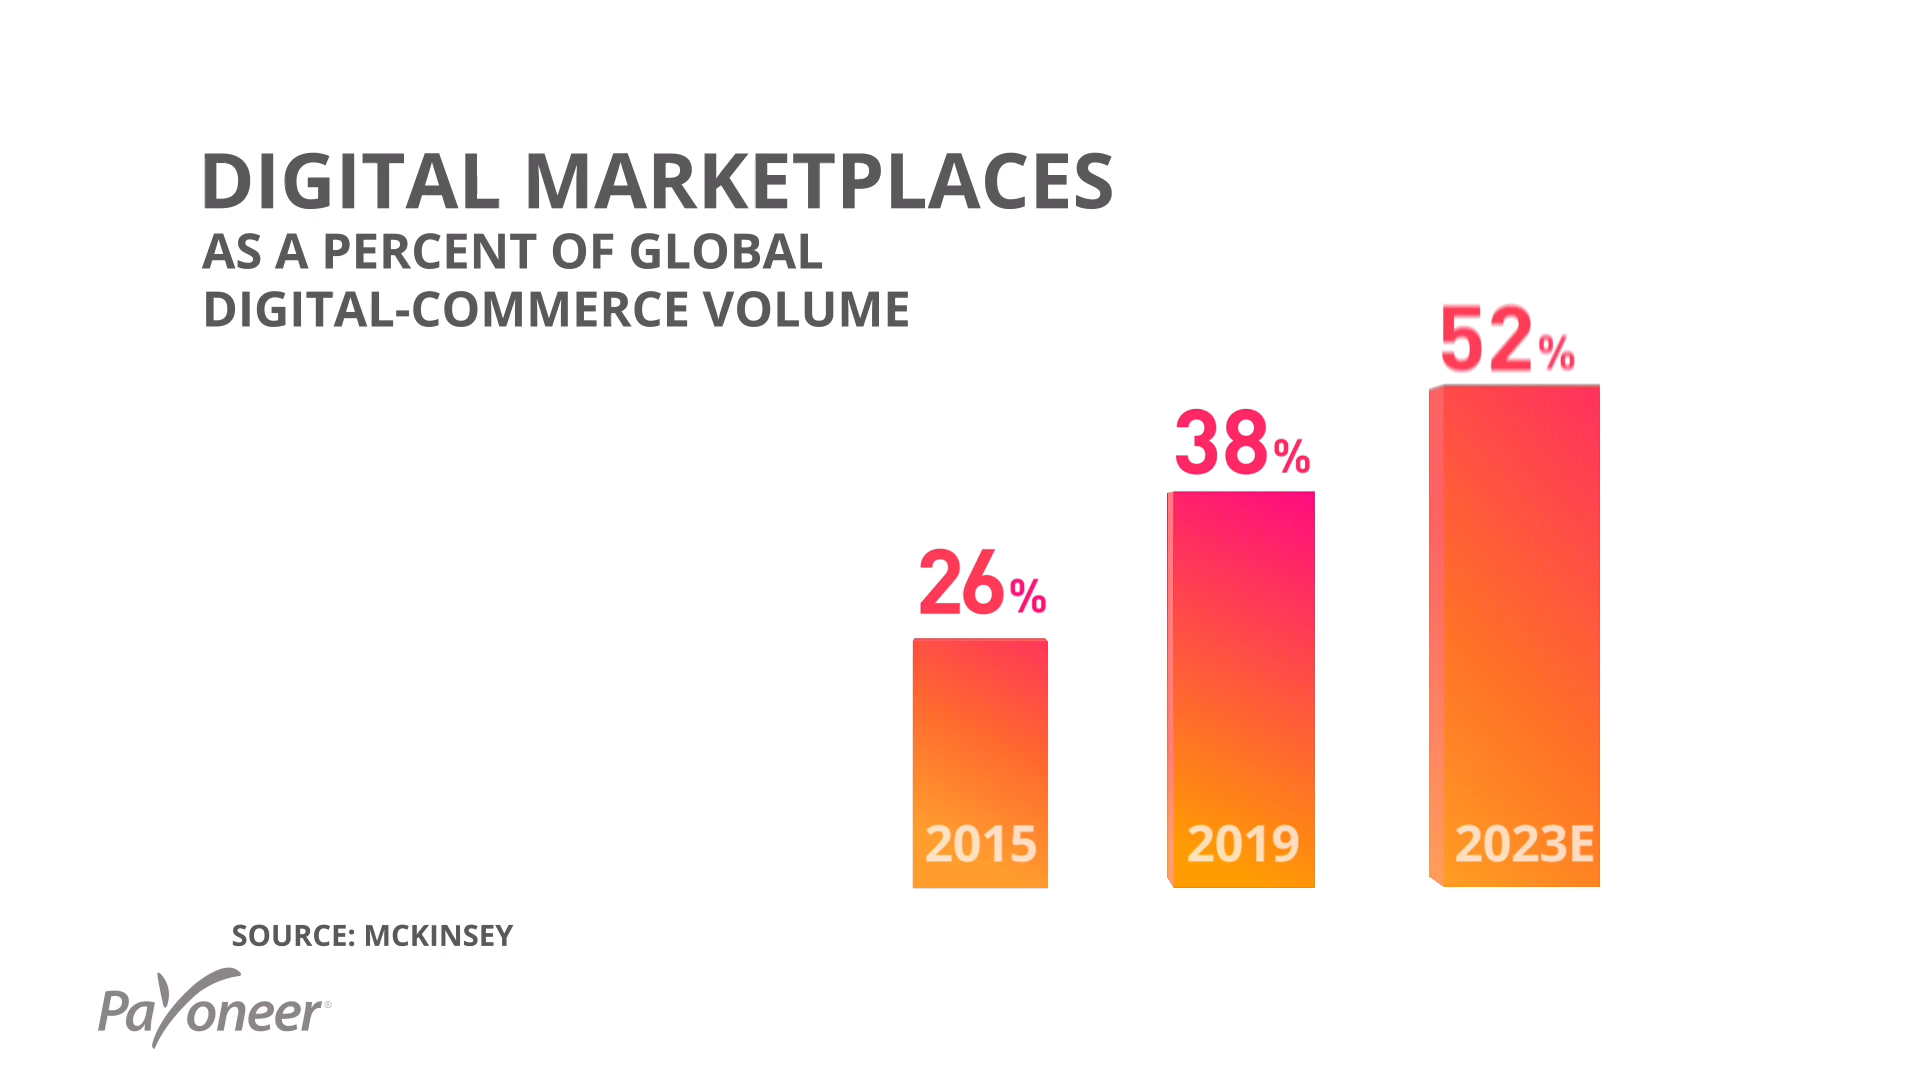 DIGITAL MARKETPLACES
AS A PERCENT OF GLOBAL
DIGITAL-COMMERCE VOLUME
52%
38%
26%
2015 2019 2023E
SOURCE: MCKINSEY
Payoneer®